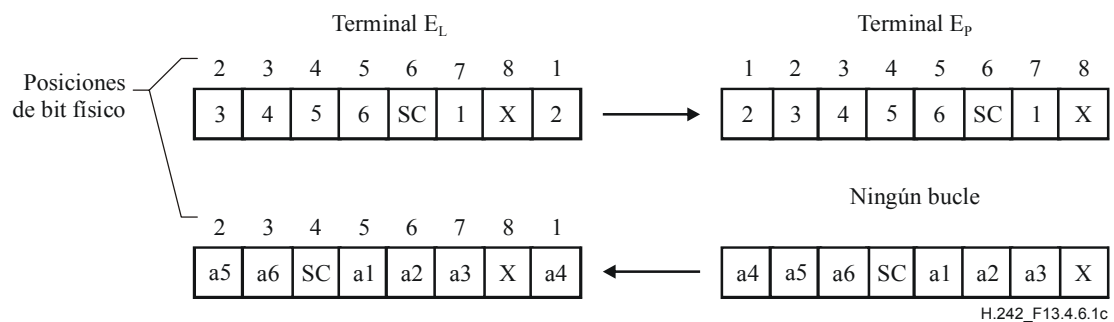 Terminal EL Terminal EP
Posiciones de bit físico
2 3 4 5 6 7 8 1 1 2 3 4 5 6 7 8
3 4 5 6 SC 1 X 2 2 3 4 5 6 SC 1 X
Ningún bucle
2 3 4 5 6 7 8 1
a5 a6 SC a1 a2 a3 X a4 a4 a5 a6 SC a1 a2 a3 X
H.242_F13.4.6.1c